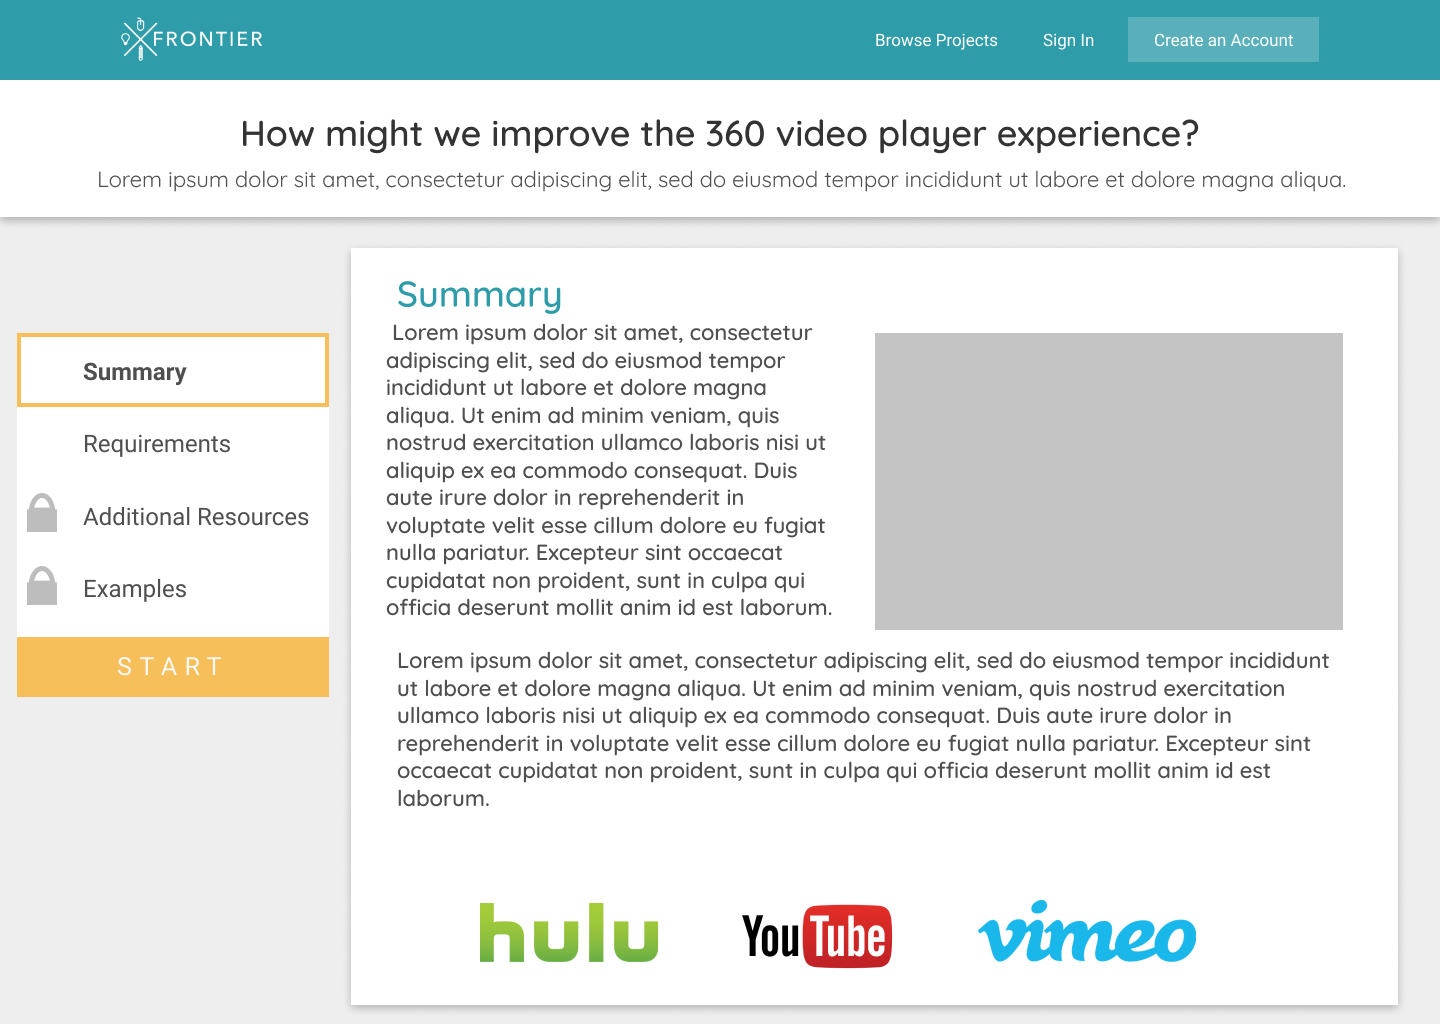 FRONTIER
Browse Projects
Sign In
Create an Account
How might we improve the 360 video player experience?
Lorem ipsum dolor sit amet, consectetur adipiscing elit, sed do eiusmod tempor incididunt ut labore et dolore magna aliqua.
Summary
Requirements
Additional Resources
Examples
START
Summary
Lorem ipsum dolor sit amet, consectetur
adipiscing elit, sed do eiusmod tempor
incididunt ut labore et dolore magna
aliqua. Ut enim ad minim veniam, quis
nostrud exercitation ullamco laboris nisi ut
aliquip ex ea commodo consequat. Duis
aute irure dolor in reprehenderit in
voluptate velit esse cillum dolore eu fugiat
nulla pariatur. Excepteur sint occaecat
cupidatat non proident, sunt in culpa qui
officia deserunt mollit anim id est laborum.
Lorem ipsum dolor sit amet, consectetur adipiscing elit, sed do eiusmod tempor incididunt
ut labore et dolore magna aliqua. Ut enim ad minim veniam, quis nostrud exercitation
ullamco laboris nisi ut aliquip ex ea commodo consequat. Duis aute irure dolor in
reprehenderit in voluptate velit esse cillum dolore eu fugiat nulla pariatur. Excepteur sint
occaecat cupidatat non proident, sunt in culpa qui officia deserunt mollit anim id est
laborum.
hulu
YouTube
vimeo